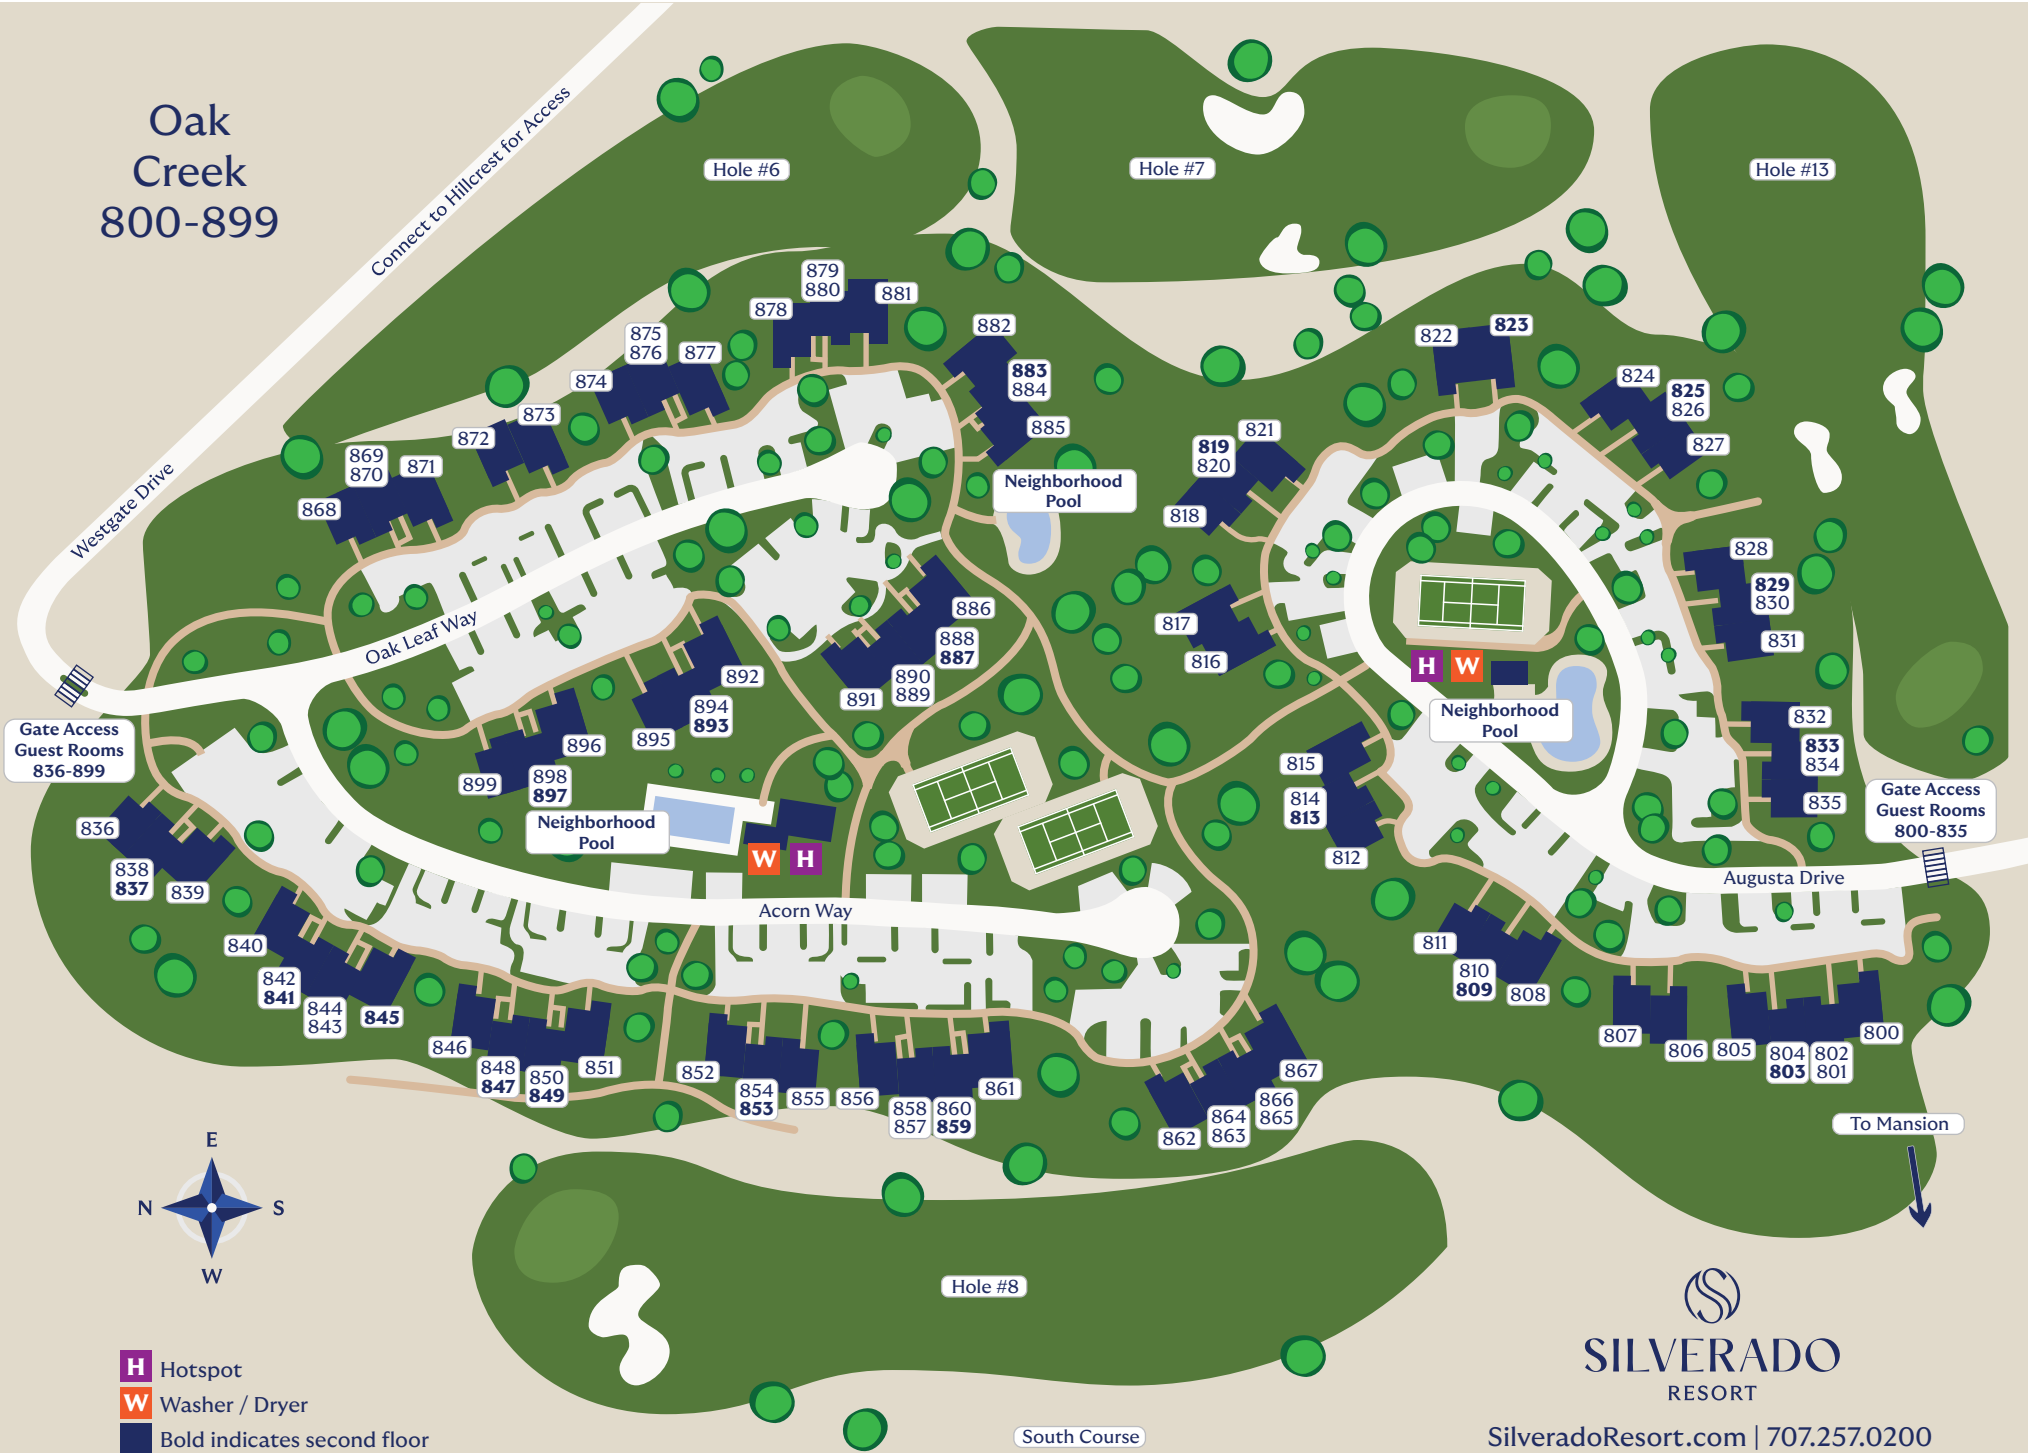 Oak
Creek
800-899
Connect to Hillcrest for Access
Westgate Drive
Hole #6
Hole #7
Hole #13
879
880
881
878
875
876
877
874
873
872
869
870
871
868
882
883
884
885
Neighborhood
Pool
822
823
824
825
826
827
821
819
820
818
828
829
830
831
817
816
H
W
Neighborhood
Pool
832
833
834
835
815
814
813
812
Oak Leaf Way
886
888
887
890
889
891
892
894
893
895
896
898
897
899
Neighborhood
Pool
W
H
Gate Access
Guest Rooms
836-899
Gate Access
Guest Rooms
800-835
Augusta Drive
Acorn Way
836
838
837
839
840
842
841
844
843
845
846
848
847
850
849
851
852
854
853
855
856
858
857
860
859
861
862
864
863
866
865
867
811
810
809
808
807
806
805
804
803
802
801
800
To Mansion
E
N
S
W
Hole #8
H Hotspot
W Washer / Dryer
Bold indicates second floor
South Course
SILVERADO
RESORT
SilveradoResort.com | 707.257.0200